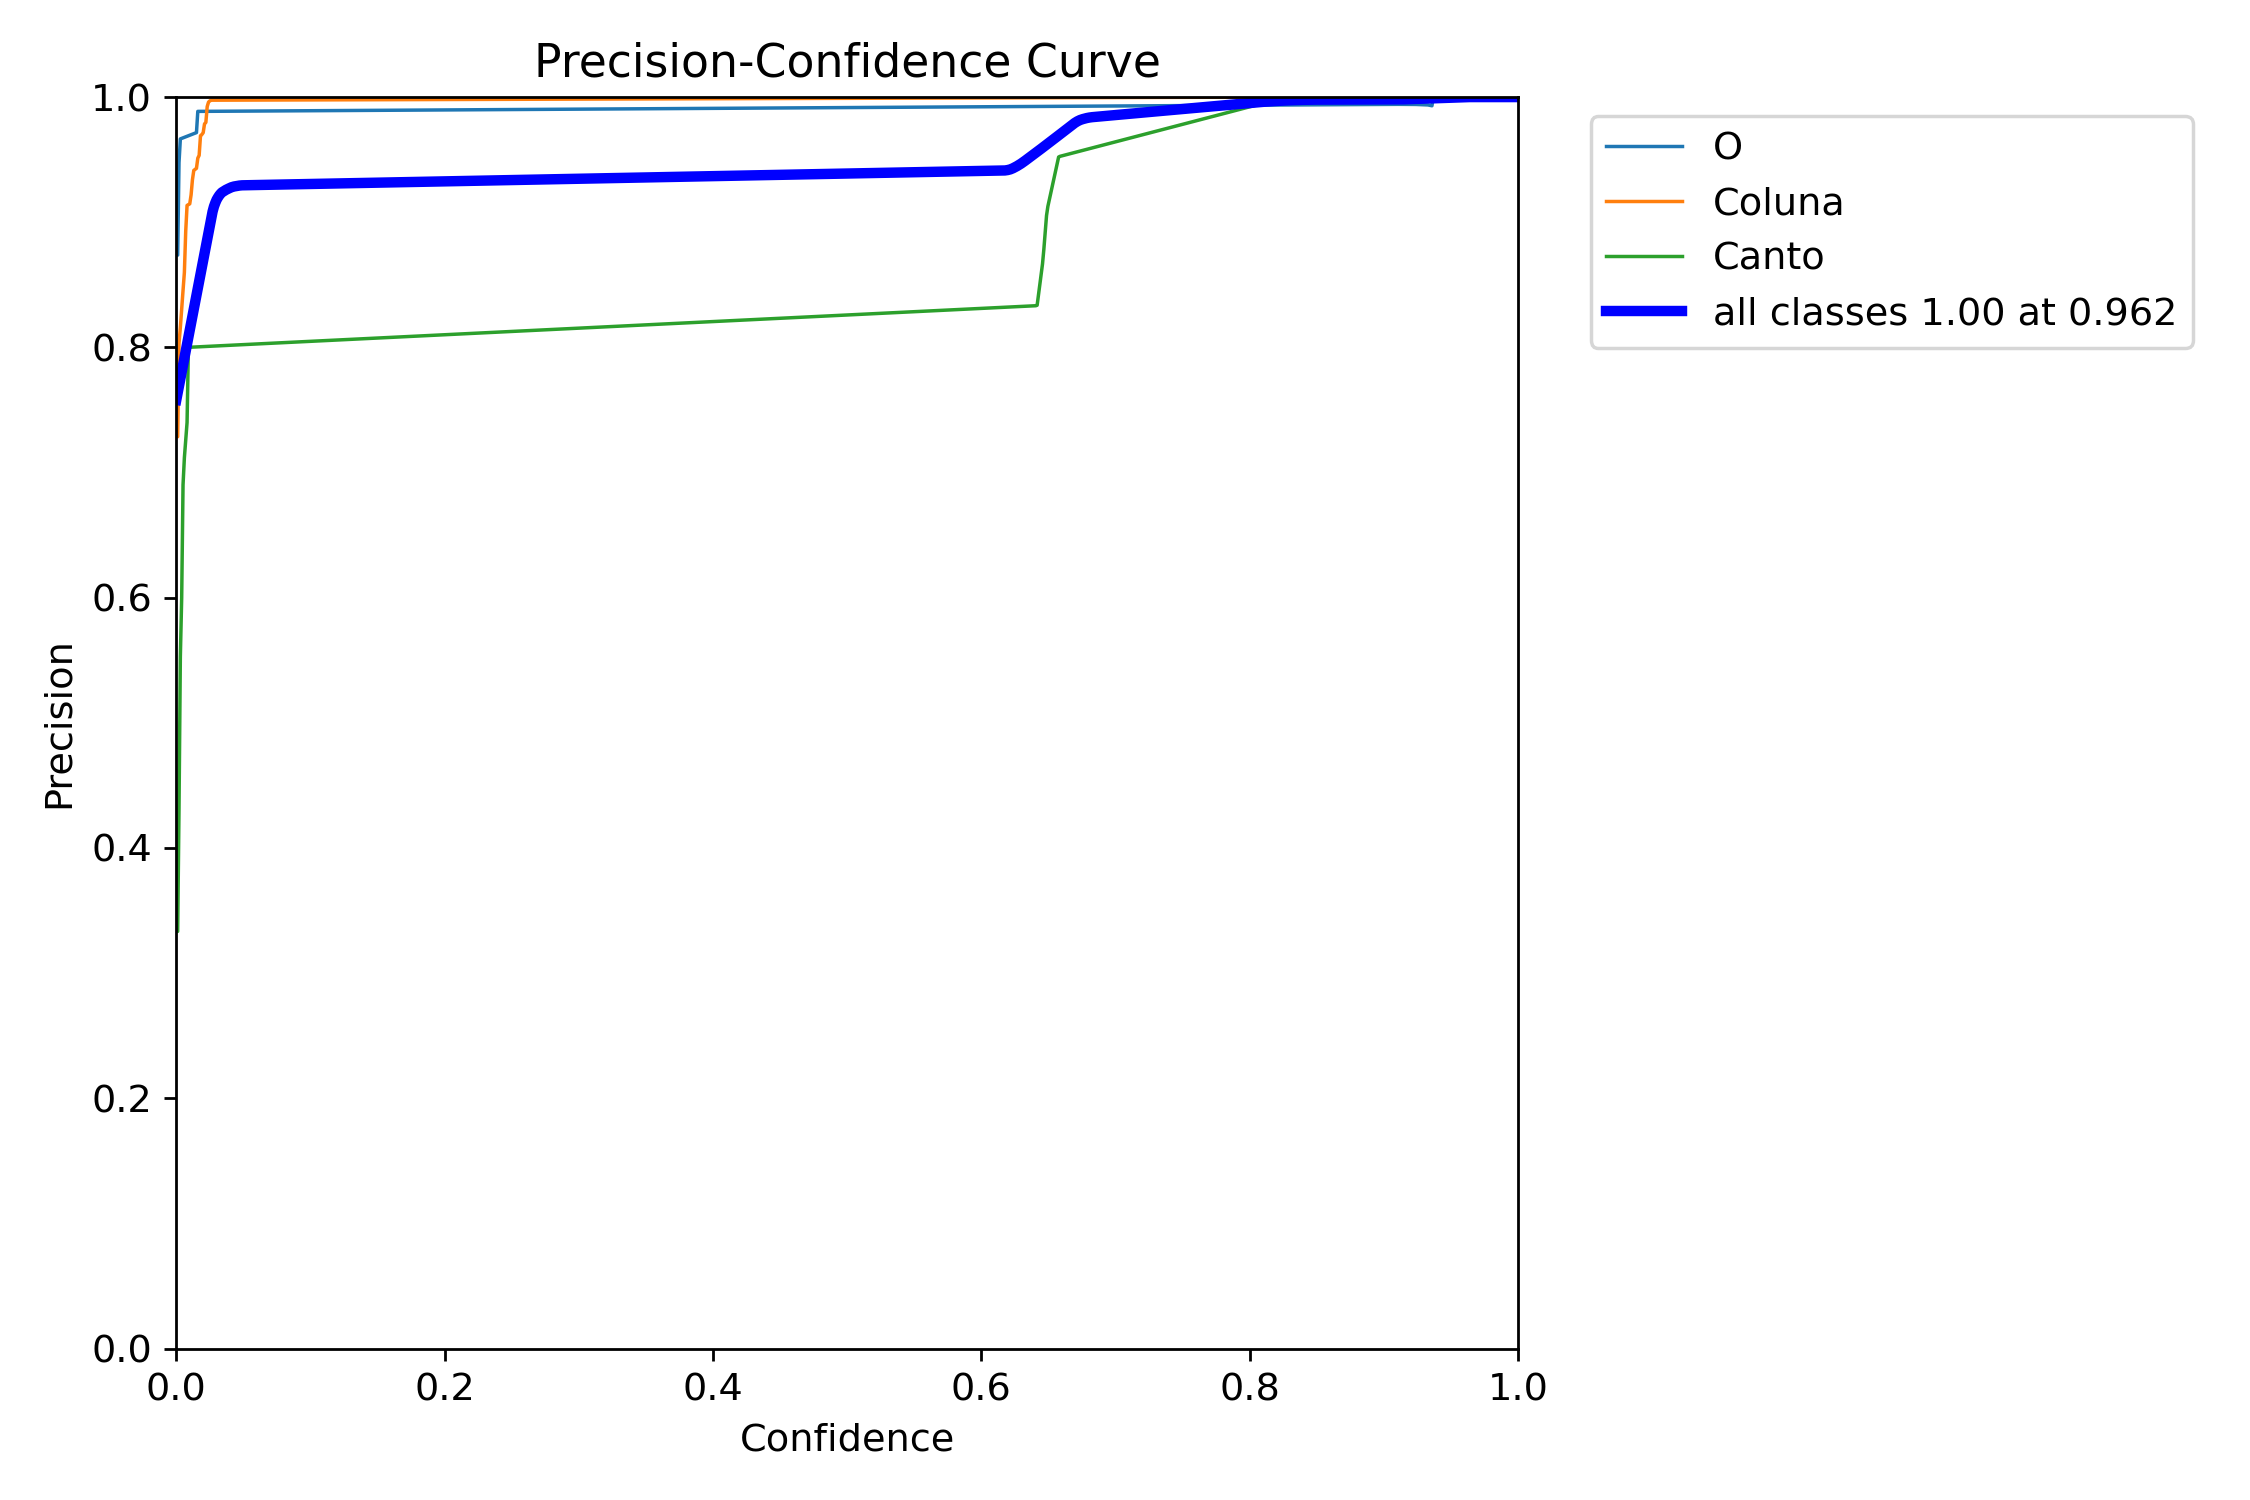 Precision-Confidence Curve
1.0
0.8
0.6
0.4
0.2
0.0
Precision
0.0 0.2 0.4 0.6 0.8 1.0
Confidence
O
Coluna
Canto
all classes 1.00 at 0.962